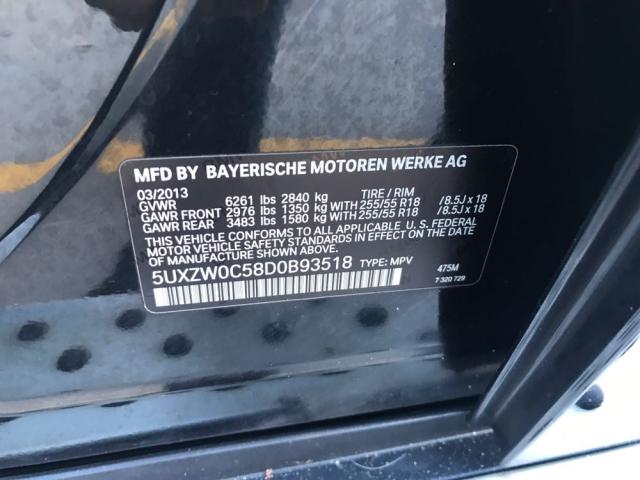 MFD BY BAYERISCHE MOTOREN WERKE AG
03/2013 TIRE / RIM
GVWR 6261 lbs 2840 kg
GAWR FRONT 2976 lbs 1350 kg WITH 255/55 R18 /8.5J x 18
GAWR REAR 3483 lbs 1580 kg WITH 255/55 R18 /8.5J x 18
THIS VEHICLE CONFORMS TO ALL APPLICABLE U.S. FEDERAL
MOTOR VEHICLE SAFETY STANDARDS IN EFFECT ON THE
DATE OF MANUFACTURE SHOWN ABOVE.
5UXZW0C58D0B93518 TYPE: MPV 475M
7 320 729